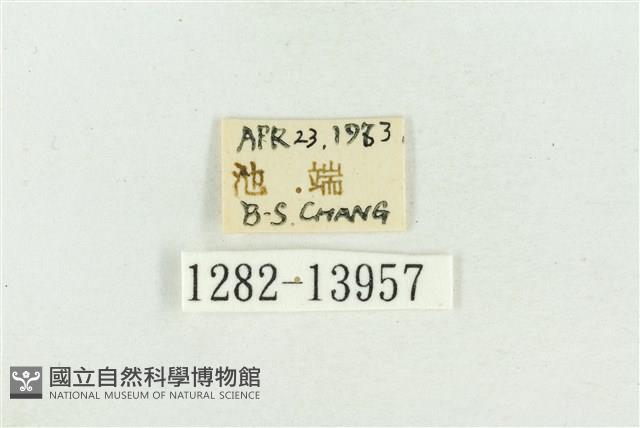 APR 23. 1983.
池.端
B-S. CHANG
1282-13957
國立自然科學博物館
NATIONAL MUSEUM OF NATURAL SCIENCE